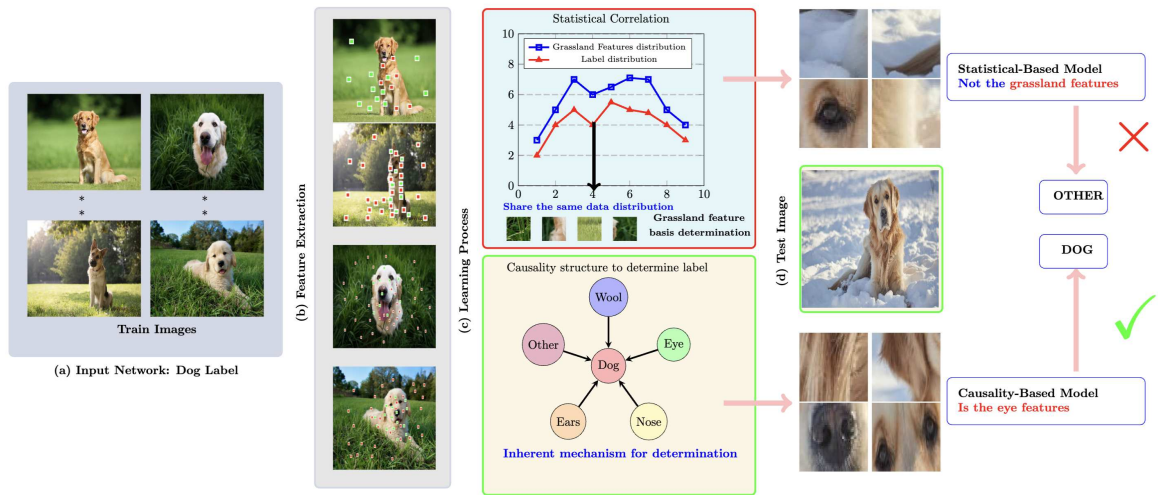 *
*
*
*
Train Images
(a) Input Network: Dog Label
(b) Feature Extraction
(c) Learning Process
Statistical Correlation
10
8
6
4
2
0
Grassland Features distribution
Label distribution
0
2
4
6
8
10
Share the same data distribution
Grassland feature
basis determination
Causality structure to determine label
Wool
Other
Eye
Dog
Ears
Nose
Inherent mechanism for determination
(d) Test Image
Statistical-Based Model
Not the grassland features
OTHER
DOG
Causality-Based Model
Is the eye features